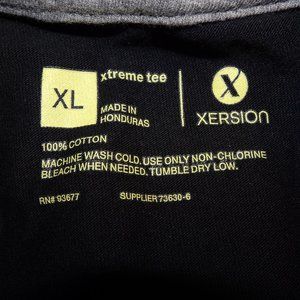 xtreme tee
XL
MADE IN
HONDURAS
X
XERSION
100% COTTON
MACHINE WASH COLD. USE ONLY NON-CHLORINE
BLEACH WHEN NEEDED. TUMBLE DRY LOW.
RN# 93677 SUPPLIER 73630-6